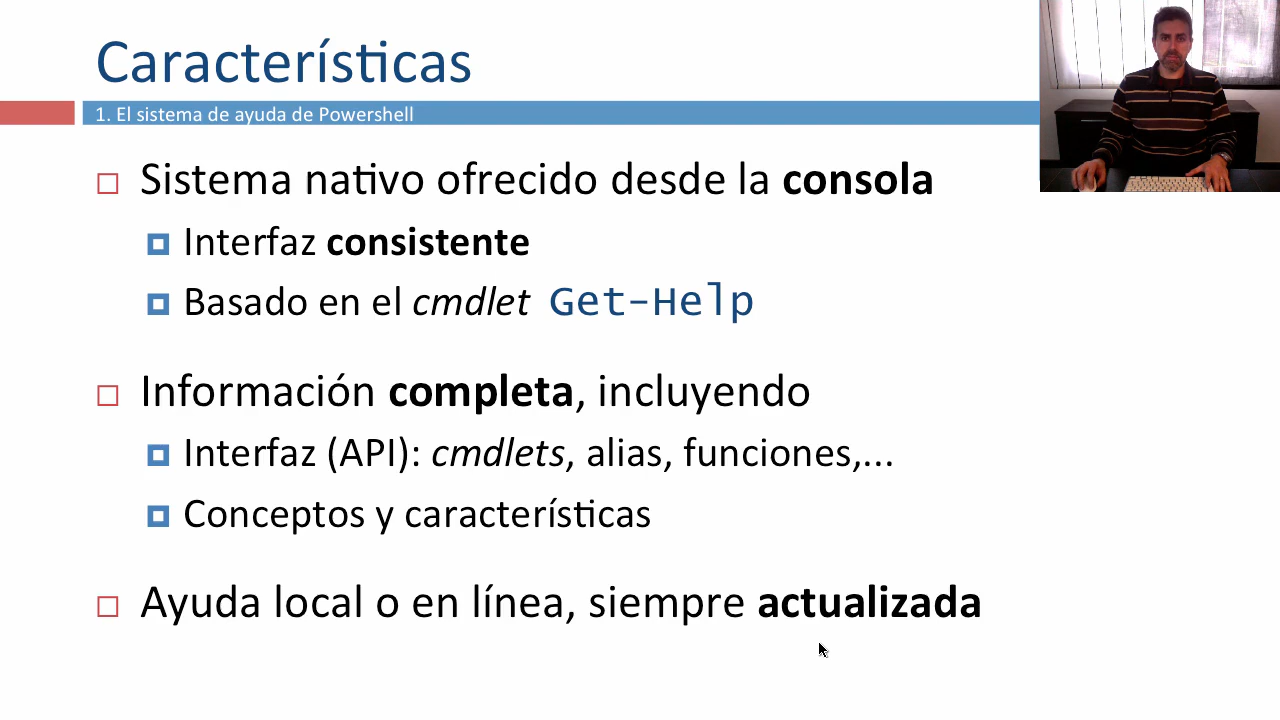 Características
1. El sistema de ayuda de Powershell
Sistema nativo ofrecido desde la consola
Interfaz consistente
Basado en el cmdlet Get-Help
Información completa, incluyendo
Interfaz (API): cmdlets, alias, funciones,...
Conceptos y características
Ayuda local o en línea, siempre actualizada